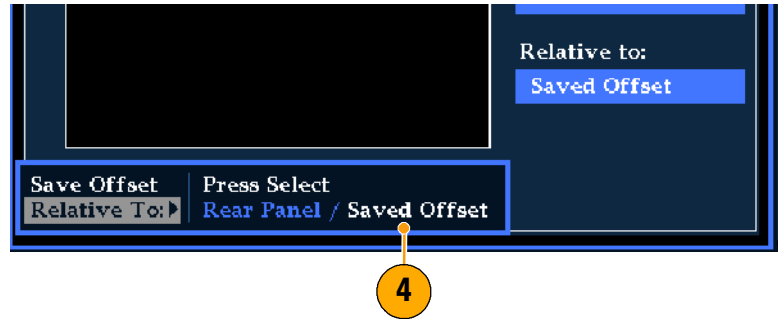 Relative to:
Saved Offset
Save Offset
Relative To:
Press Select
Rear Panel / Saved Offset
4